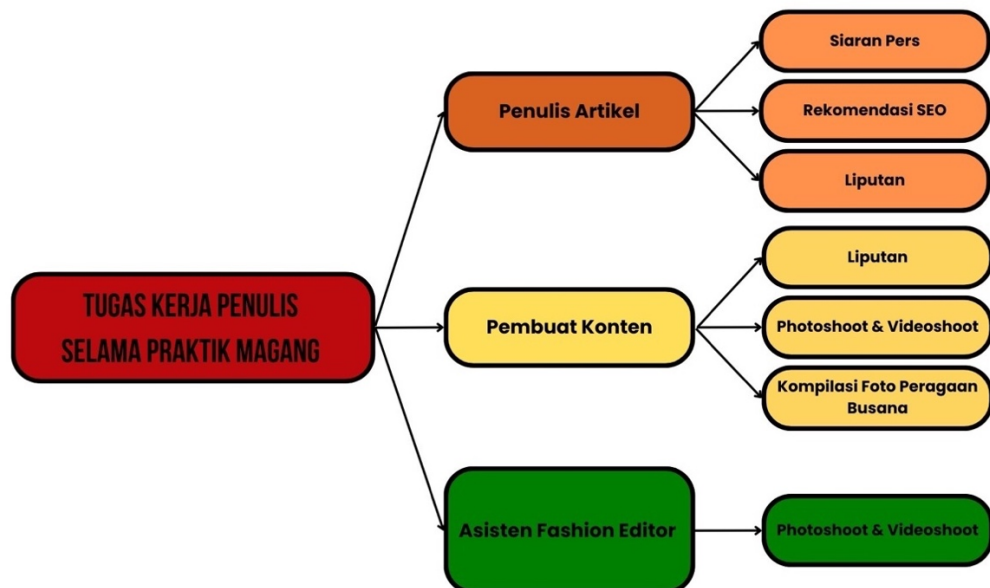 TUGAS KERJA PENULIS
SELAMA PRAKTIK MAGANG
Penulis Artikel
Siaran Pers
Rekomendasi SEO
Liputan
Pembuat Konten
Liputan
Photoshoot & Videoshoot
Kompilasi Foto Peragaan
Busana
Asisten Fashion Editor
Photoshoot & Videoshoot